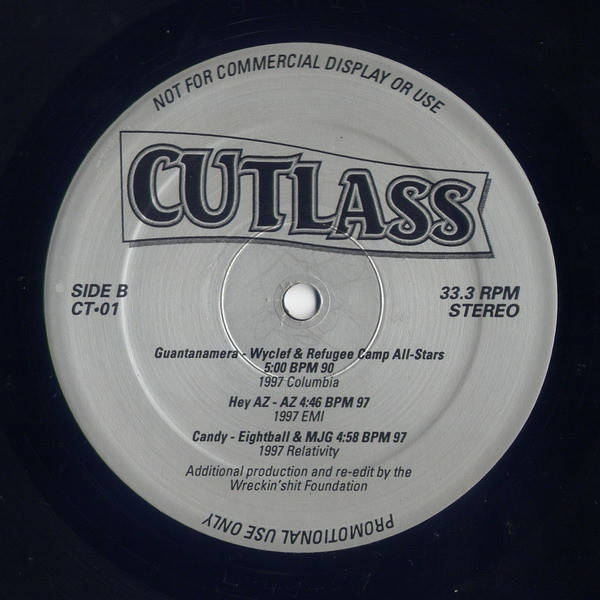 NOT FOR COMMERCIAL DISPLAY OR USE
CUTLASS
SIDE B
CT•01
33.3 RPM
STEREO
Guantanamera - Wyclef & Refugee Camp All-Stars
5:00 BPM 90
1997 Columbia
Hey AZ - AZ 4:46 BPM 97
1997 EMI
Candy - Eightball & MJG 4:58 BPM 97
1997 Relativity
Additional production and re-edit by the
Wreckin'shit Foundation
PROMOTIONAL USE ONLY